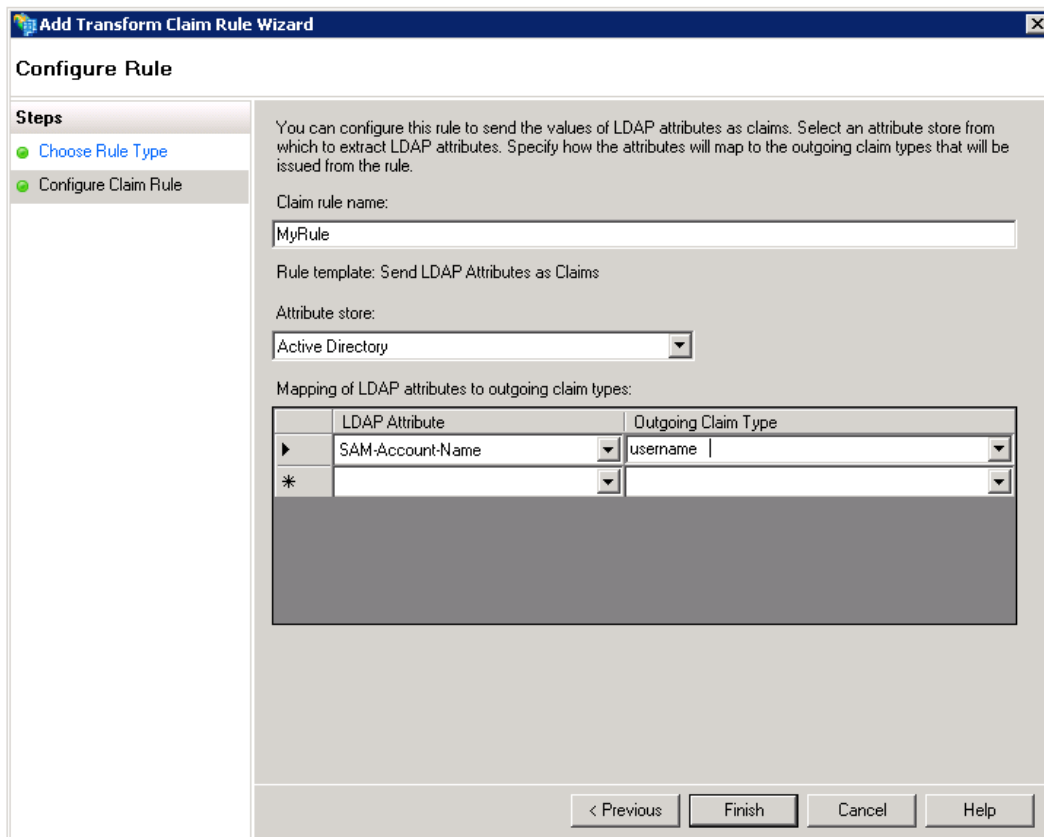 Add Transform Claim Rule Wizard
Configure Rule
Steps
Choose Rule Type
Configure Claim Rule
You can configure this rule to send the values of LDAP attributes as claims. Select an attribute store from
which to extract LDAP attributes. Specify how the attributes will map to the outgoing claim types that will be
issued from the rule.
Claim rule name:
MyRule
Rule template: Send LDAP Attributes as Claims
Attribute store:
Active Directory
Mapping of LDAP attributes to outgoing claim types:
LDAP Attribute Outgoing Claim Type
SAM-Account-Name username
< Previous Finish Cancel Help